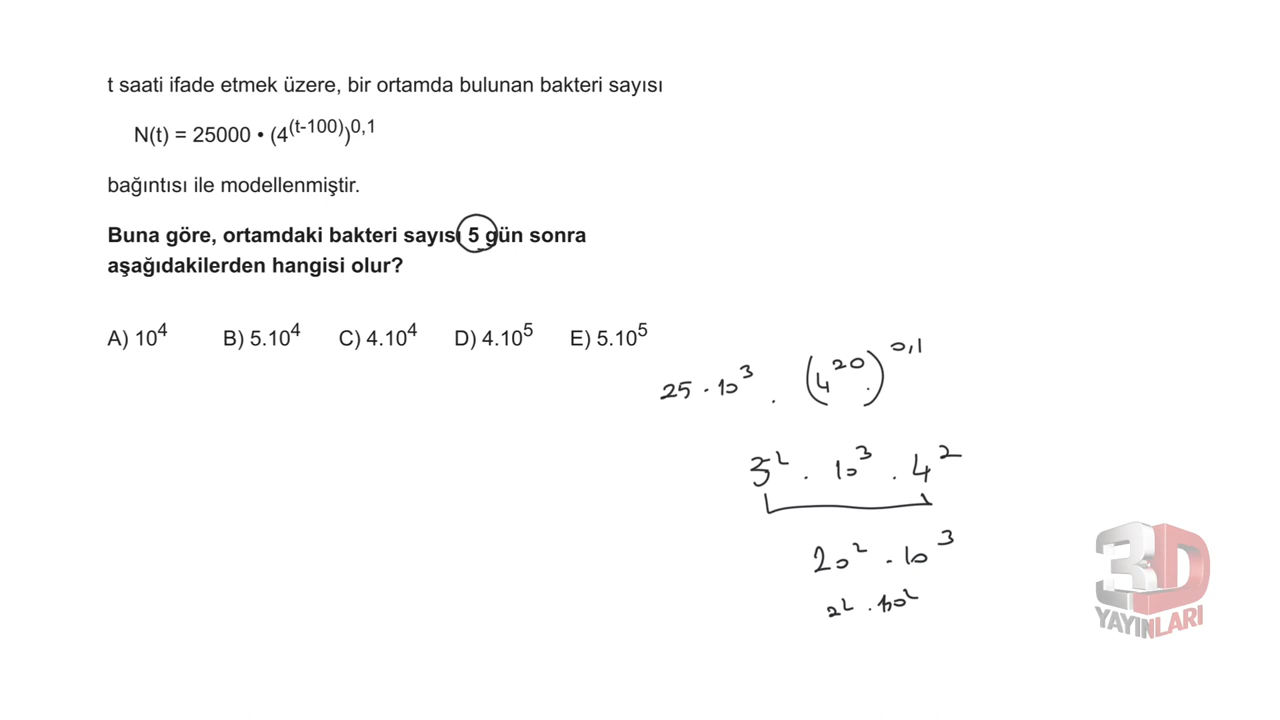 t saati ifade etmek üzere, bir ortamda bulunan bakteri sayısı
N(t) = 25000 • (4^(t-100))^0,1
bağıntısı ile modellenmiştir.
Buna göre, ortamdaki bakteri sayısı 5 gün sonra
aşağıdakilerden hangisi olur?
A) 10^4 B) 5.10^4 C) 4.10^4 D) 4.10^5 E) 5.10^5
25 . 10^3 . (4^20)^0,1
5^2 . 10^3 . 4^2
20^2 . 10^3
2^2 . 10^2
3D
YAYINLARI